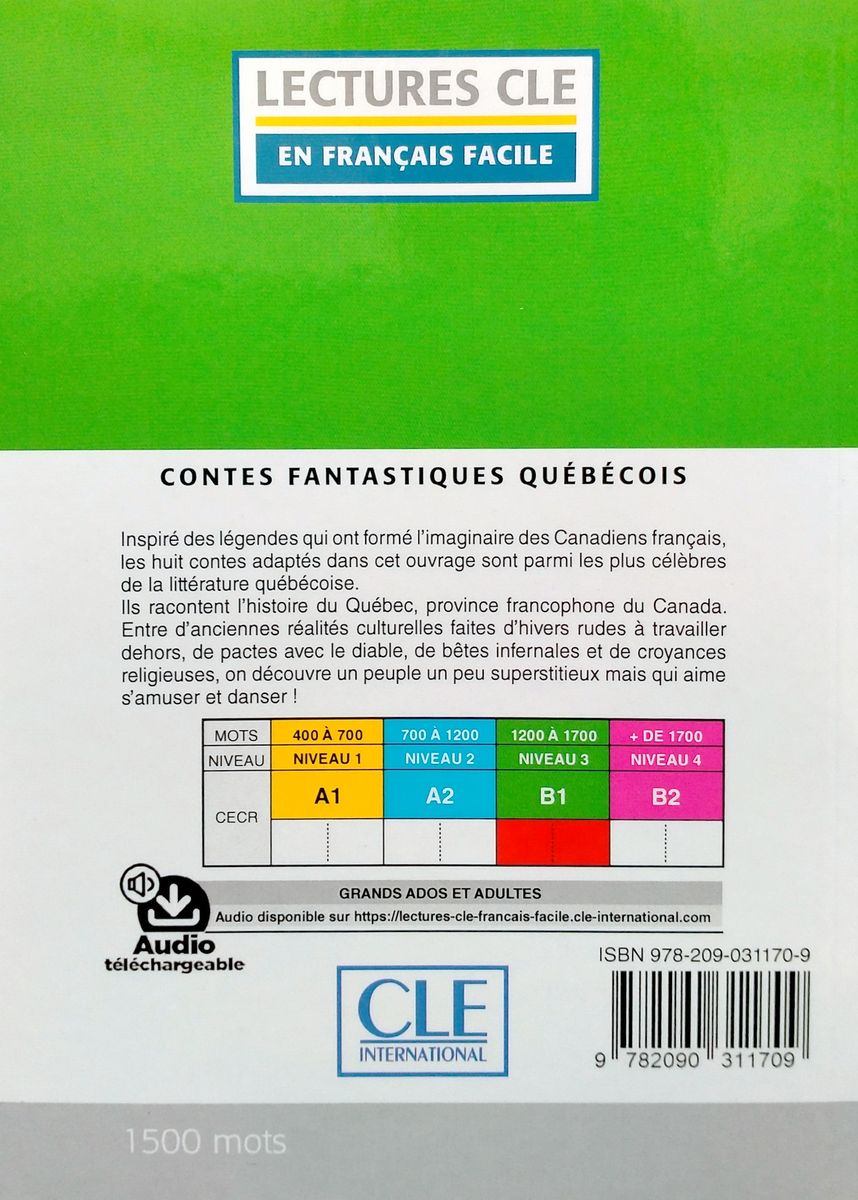 LECTURES CLE
EN FRANÇAIS FACILE
CONTES FANTASTIQUES QUÉBÉCOIS
Inspiré des légendes qui ont formé l'imaginaire des Canadiens français,
les huit contes adaptés dans cet ouvrage sont parmi les plus célèbres
de la littérature québécoise.
Ils racontent l'histoire du Québec, province francophone du Canada.
Entre d'anciennes réalités culturelles faites d'hivers rudes à travailler
dehors, de pactes avec le diable, de bêtes infernales et de croyances
religieuses, on découvre un peuple un peu superstitieux mais qui aime
s'amuser et danser !
MOTS 400 À 700 700 À 1200 1200 À 1700 + DE 1700
NIVEAU NIVEAU 1 NIVEAU 2 NIVEAU 3 NIVEAU 4
CECR A1 A2 B1 B2
GRANDS ADOS ET ADULTES
Audio disponible sur https://lectures-cle-francais-facile.cle-international.com
Audio
téléchargeable
ISBN 978-209-031170-9
CLE
INTERNATIONAL
9 782090 311709
1500 mots